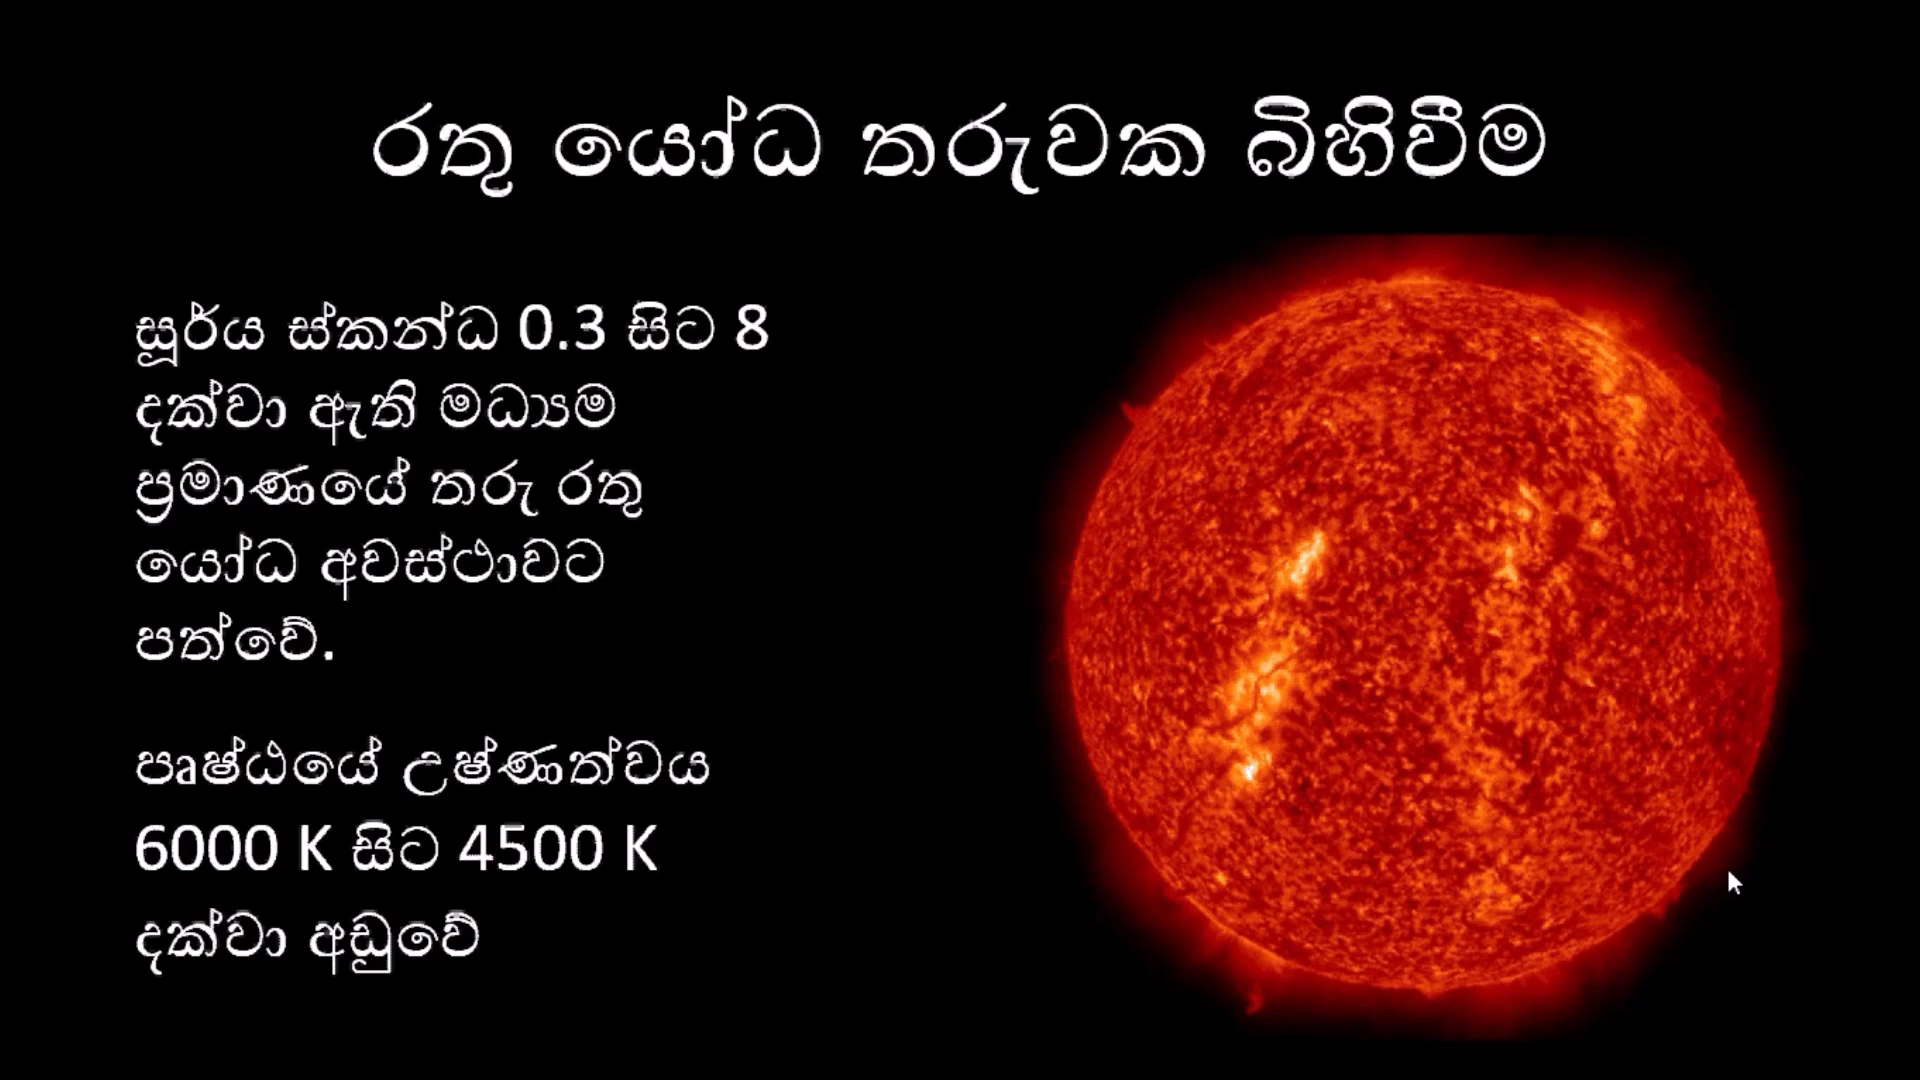 රතු යෝධ තරුවක බිහිවීම
සූර්ය ස්කන්ධ 0.3 සිට 8
දක්වා ඇති මධ්‍යම
ප්‍රමාණයේ තරු රතු
යෝධ අවස්ථාවට
පත්වේ.
පෘෂ්ඨයේ උෂ්ණත්වය
6000 K සිට 4500 K
දක්වා අඩුවේ